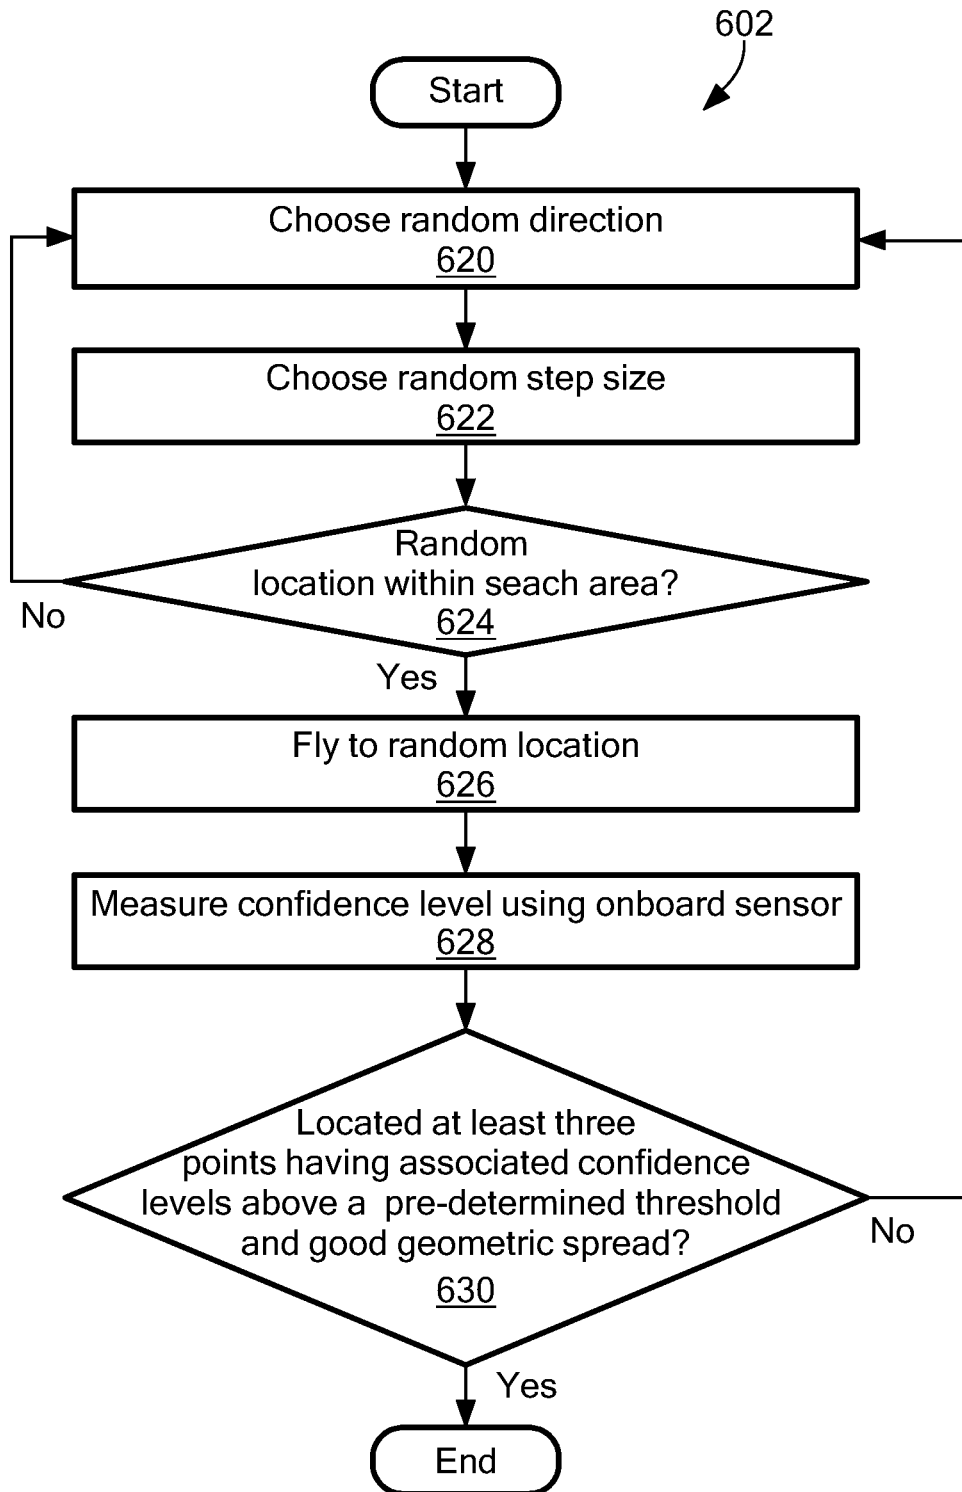 602
Start
Choose random direction
620
Choose random step size
622
Random
location within seach area?
624
No
Yes
Fly to random location
626
Measure confidence level using onboard sensor
628
Located at least three
points having associated confidence
levels above a pre-determined threshold
and good geometric spread?
630
No
Yes
End